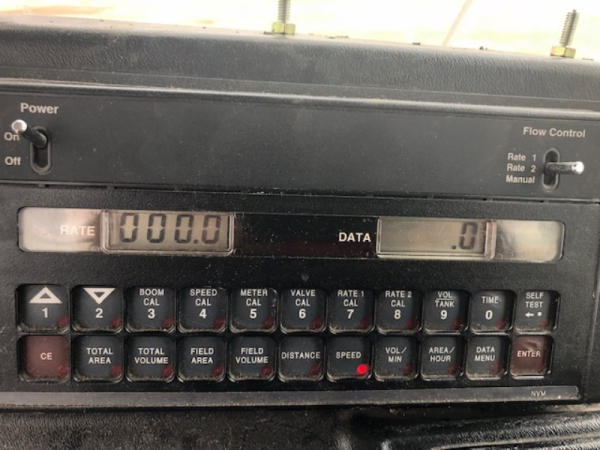 Power
On
Off
Flow Control
Rate 1
Rate 2
Manual
RATE 000.0 DATA .0
1 2 BOOM CAL 3 SPEED CAL 4 METER CAL 5 VALVE CAL 6 RATE 1 CAL 7 RATE 2 CAL 8 VOL TANK 9 TIME 0 SELF TEST ←•
CE TOTAL AREA TOTAL VOLUME FIELD AREA FIELD VOLUME DISTANCE SPEED VOL/MIN AREA/HOUR DATA MENU ENTER
NVM